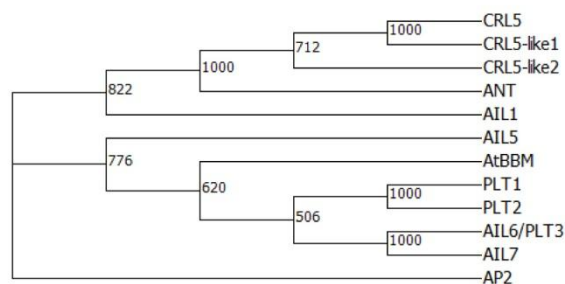 CRL5
1000
CRL5-like1
712
CRL5-like2
1000
ANT
822
AIL1
AIL5
776
AtBBM
620
PLT1
1000
PLT2
506
AIL6/PLT3
1000
AIL7
AP2